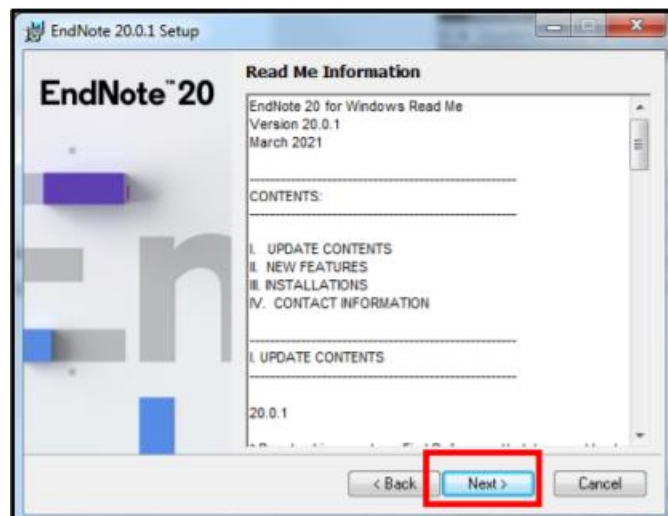 EndNote 20.0.1 Setup
EndNote™20
Read Me Information
EndNote 20 for Windows Read Me
Version 20.0.1
March 2021
CONTENTS:
I. UPDATE CONTENTS
II. NEW FEATURES
III. INSTALLATIONS
IV. CONTACT INFORMATION
I. UPDATE CONTENTS
20.0.1
< Back
Next >
Cancel